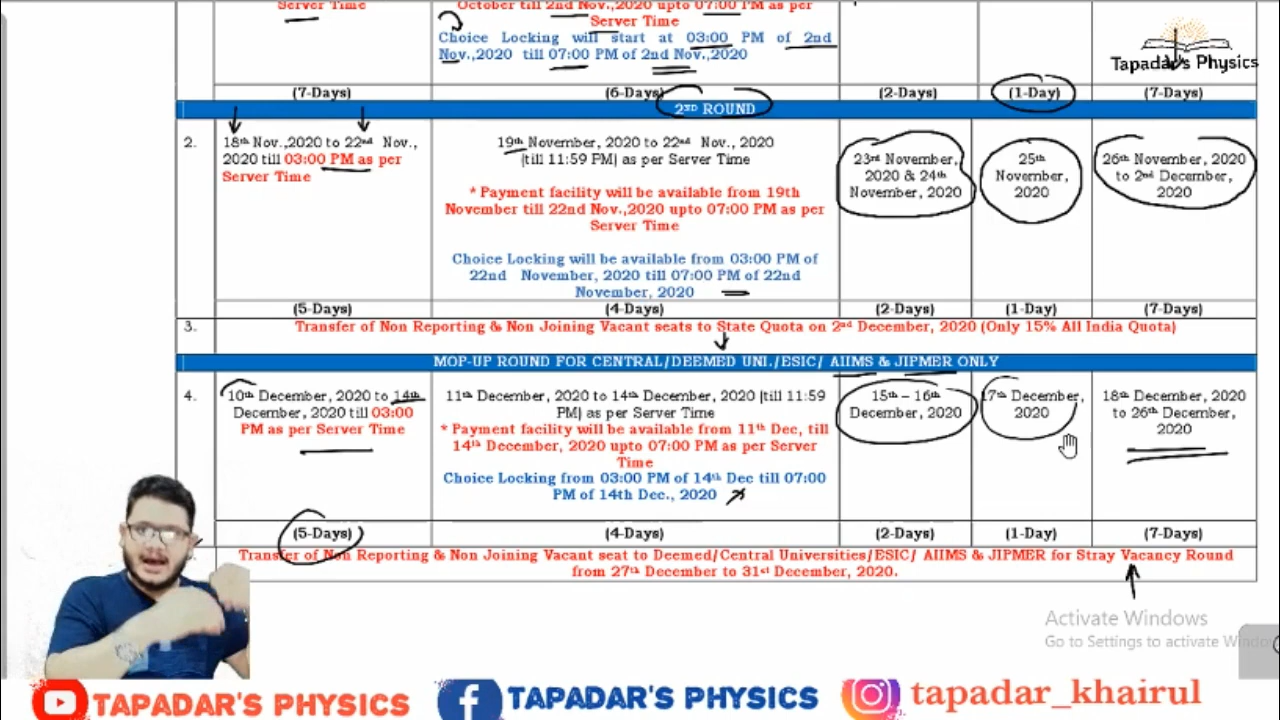 Server Time
October till 2nd Nov.,2020 upto 07:00 PM as per
Server Time
Choice Locking will start at 03:00 PM of 2nd
Nov.,2020 till 07:00 PM of 2nd Nov.,2020
Tapadar's Physics
(7-Days) (6-Days) (2-Days) (1-Day) (7-Days)
2ND ROUND
2. 18th Nov.,2020 to 22nd Nov.,
2020 till 03:00 PM as per
Server Time
19th November, 2020 to 22nd Nov., 2020
(till 11:59 PM) as per Server Time
* Payment facility will be available from 19th
November till 22nd Nov.,2020 upto 07:00 PM as per
Server Time
Choice Locking will be available from 03:00 PM of
22nd November, 2020 till 07:00 PM of 22nd
November, 2020
23rd November,
2020 & 24th
November, 2020
25th
November,
2020
26th November, 2020
to 2nd December,
2020
(5-Days) (4-Days) (2-Days) (1-Day) (7-Days)
3. Transfer of Non Reporting & Non Joining Vacant seats to State Quota on 2nd December, 2020 (Only 15% All India Quota)
MOP-UP ROUND FOR CENTRAL/DEEMED UNI./ESIC/ AIIMS & JIPMER ONLY
4. 10th December, 2020 to 14th
December, 2020 till 03:00
PM as per Server Time
11th December, 2020 to 14th December, 2020 (till 11:59
PM) as per Server Time
* Payment facility will be available from 11th Dec, till
14th December, 2020 upto 07:00 PM as per Server
Time
Choice Locking from 03:00 PM of 14th Dec till 07:00
PM of 14th Dec., 2020
15th – 16th
December, 2020
17th December,
2020
18th December, 2020
to 26th December,
2020
(5-Days) (4-Days) (2-Days) (1-Day) (7-Days)
Transfer of Non Reporting & Non Joining Vacant seat to Deemed/Central Universities/ESIC/ AIIMS & JIPMER for Stray Vacancy Round
from 27th December to 31st December, 2020.
Activate Windows
Go to Settings to activate Windo
TAPADAR'S PHYSICS
TAPADAR'S PHYSICS
tapadar_khairul